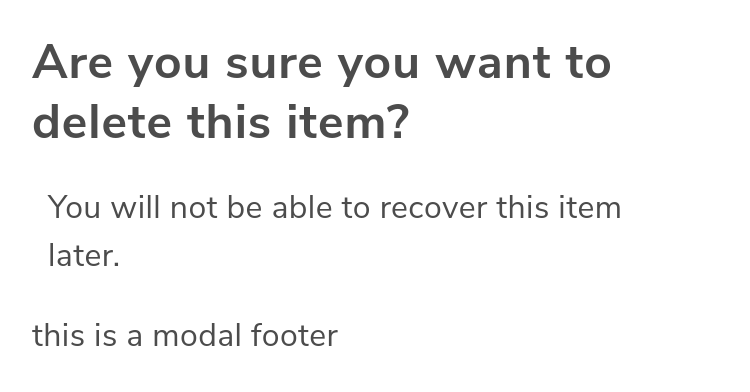 Are you sure you want to
delete this item?
You will not be able to recover this item
later.
this is a modal footer